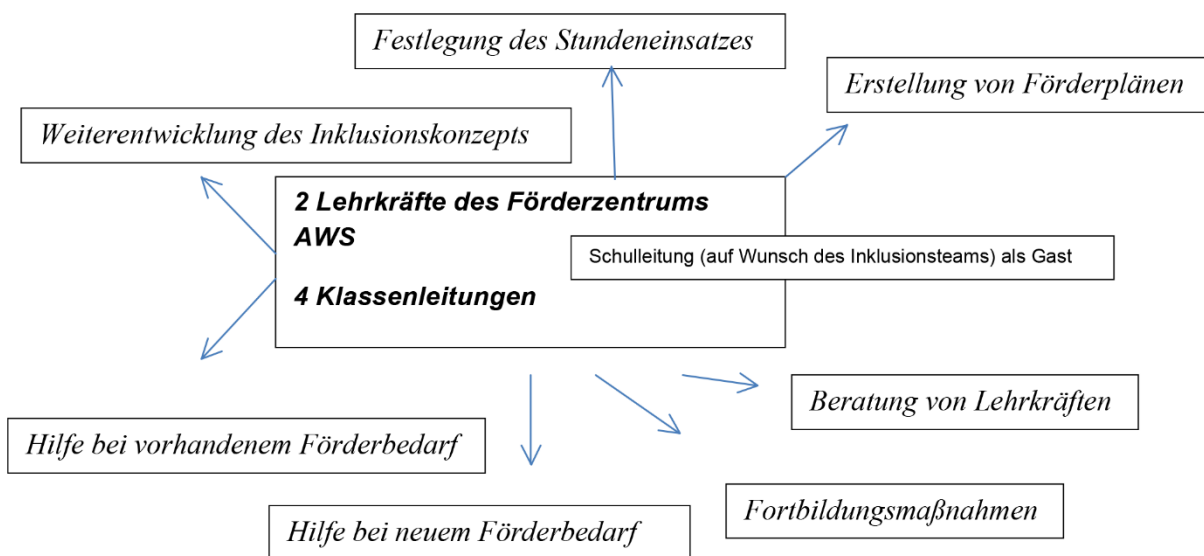 Festlegung des Stundeneinsatzes
Erstellung von Förderplänen
Weiterentwicklung des Inklusionskonzepts
2 Lehrkräfte des Förderzentrums
AWS
Schulleitung (auf Wunsch des Inklusionsteams) als Gast
4 Klassenleitungen
Beratung von Lehrkräften
Hilfe bei vorhandenem Förderbedarf
Fortbildungsmaßnahmen
Hilfe bei neuem Förderbedarf